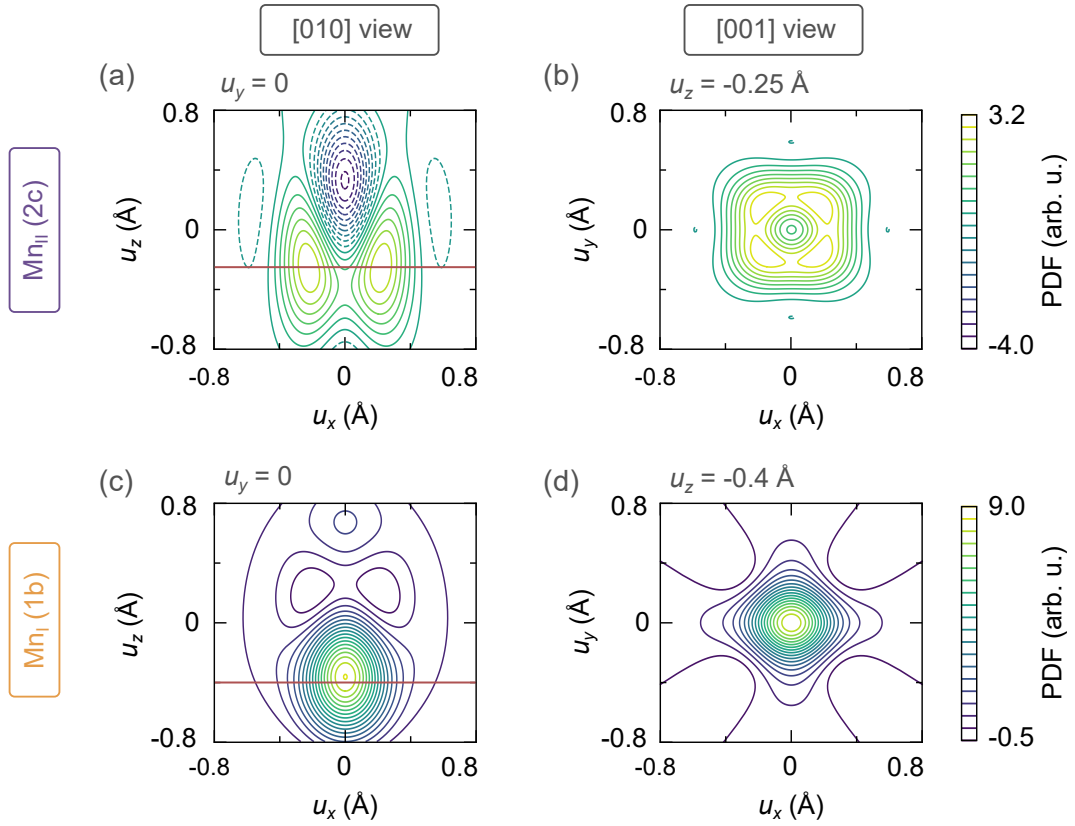 [010] view
[001] view
(a)
u_y = 0
(b)
u_z = -0.25 Å
Mn_II (2c)
0.8
0
-0.8
u_z (Å)
-0.8
0
0.8
u_x (Å)
0.8
0
-0.8
u_y (Å)
-0.8
0
0.8
u_x (Å)
3.2
-4.0
PDF (arb. u.)
(c)
u_y = 0
(d)
u_z = -0.4 Å
Mn_I (1b)
0.8
0
-0.8
u_z (Å)
-0.8
0
0.8
u_x (Å)
0.8
0
-0.8
u_y (Å)
-0.8
0
0.8
u_x (Å)
9.0
-0.5
PDF (arb. u.)